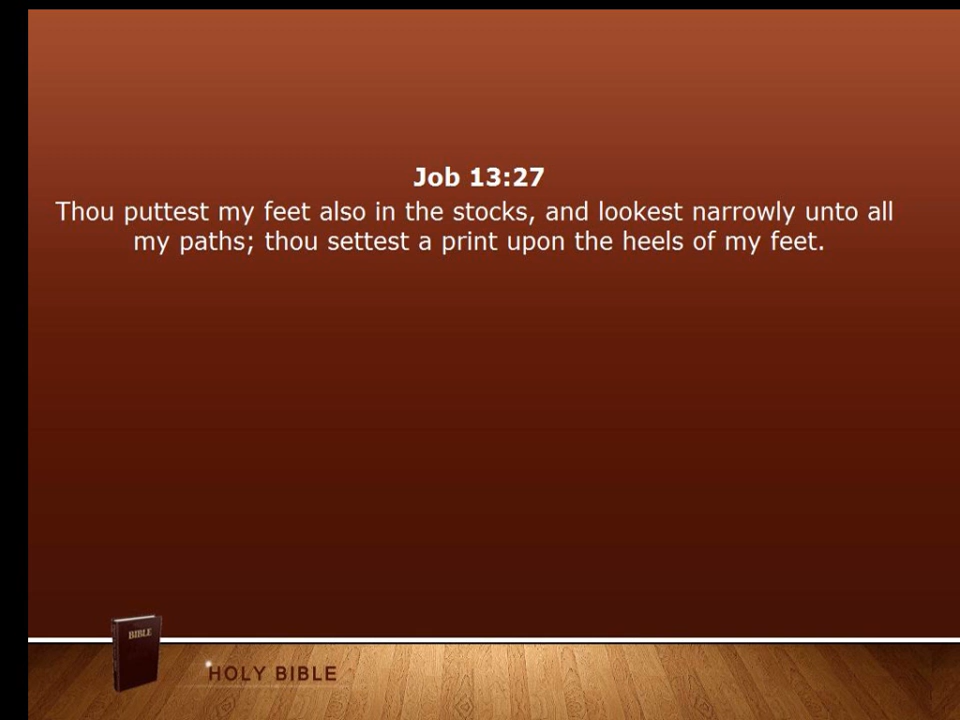 Job 13:27
Thou puttest my feet also in the stocks, and lookest narrowly unto all
my paths; thou settest a print upon the heels of my feet.
BIBLE
HOLY BIBLE